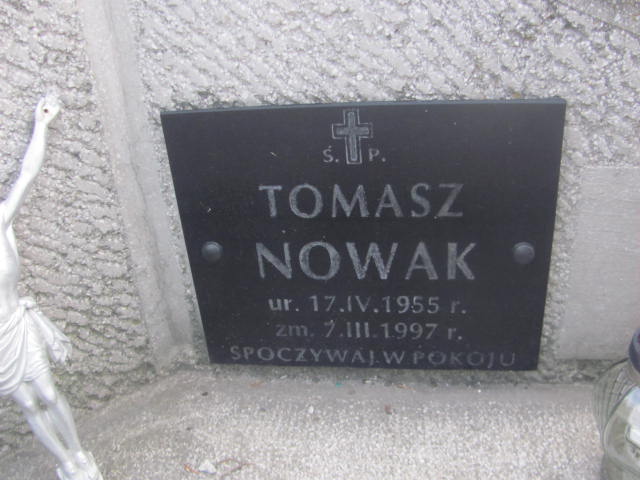 Ś. P.
TOMASZ
NOWAK
ur. 17.IV.1955 r.
zm. 7.III.1997 r.
SPOCZYWAJ W POKOJU